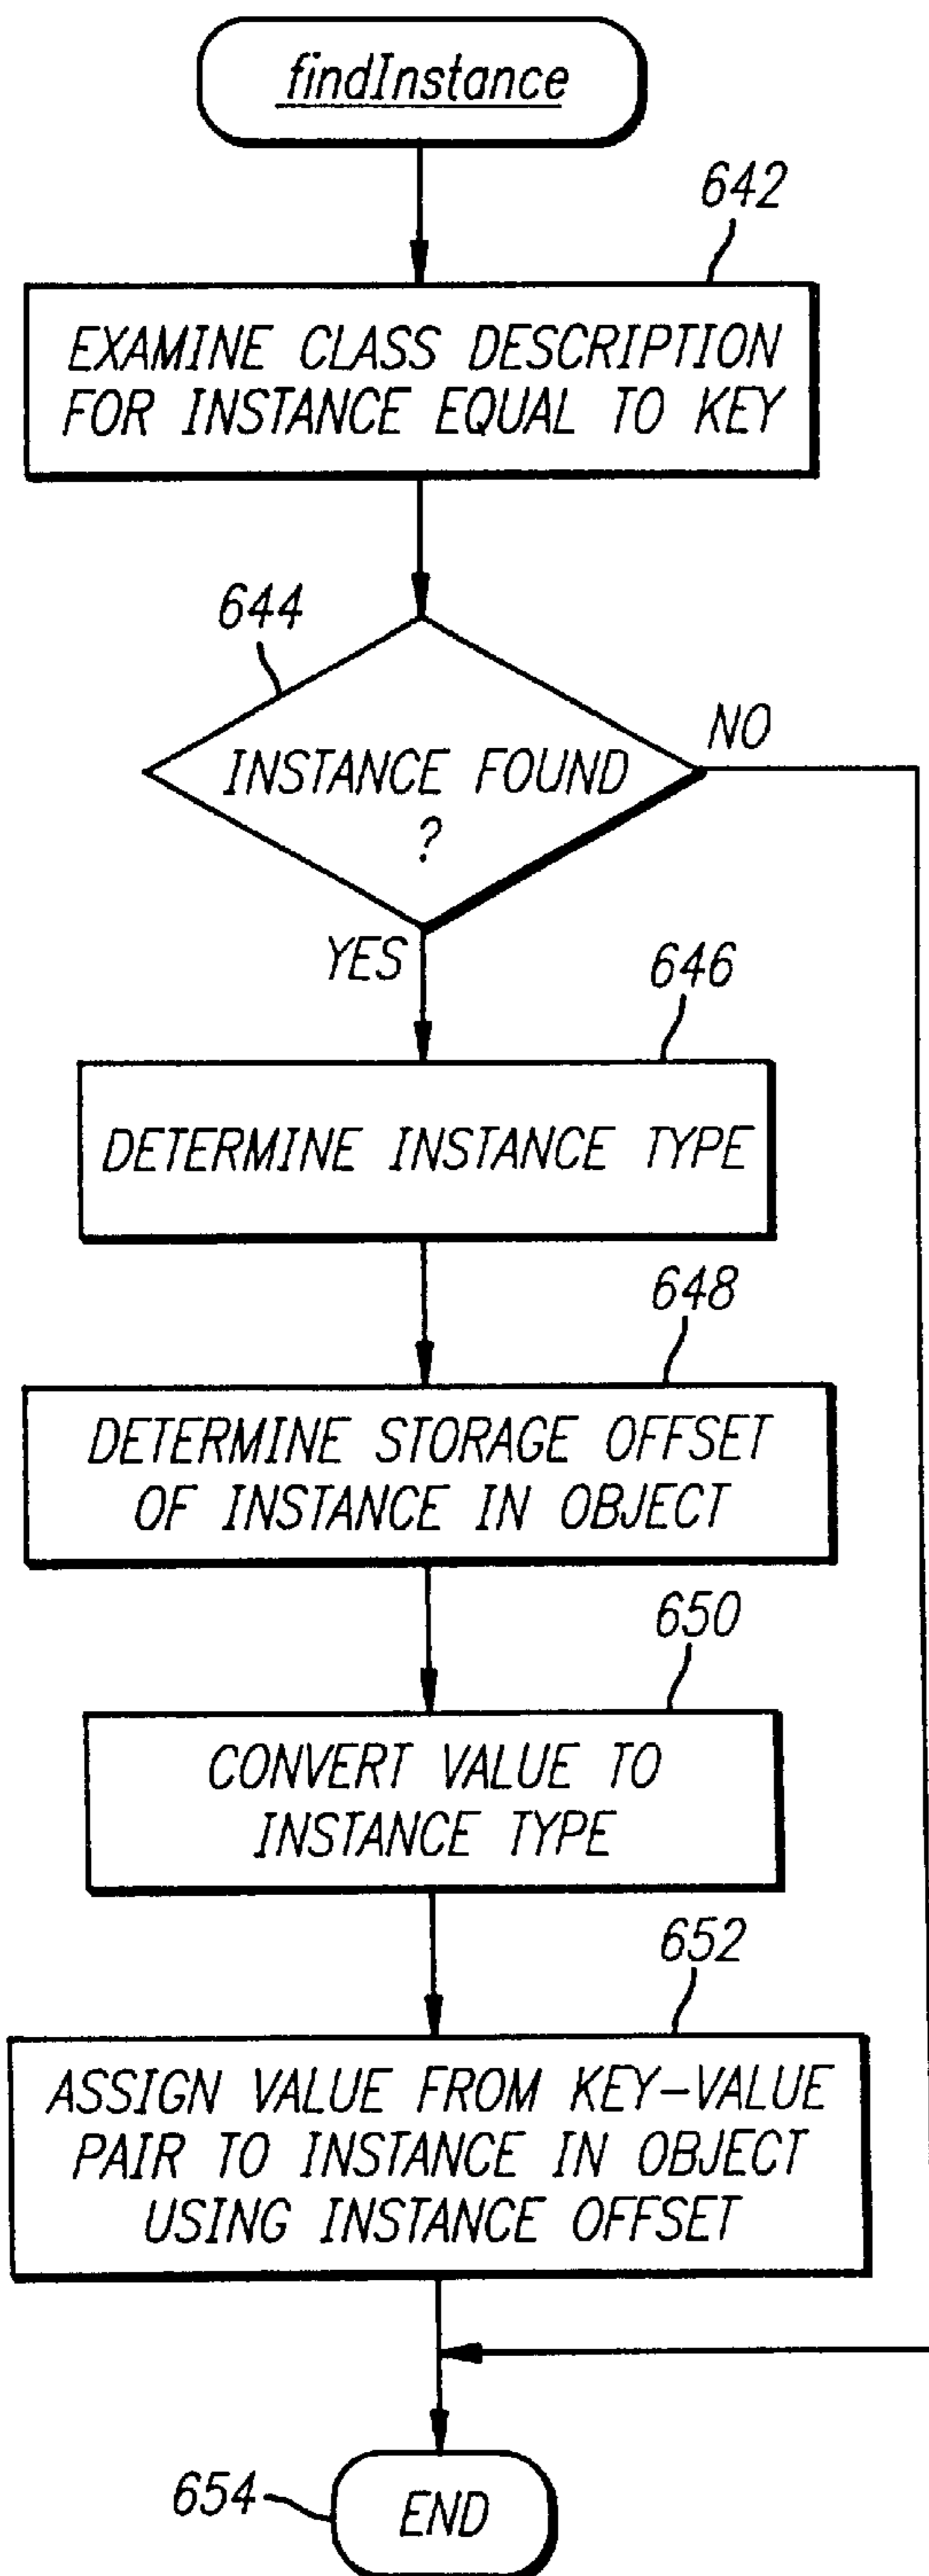 findInstance
642
EXAMINE CLASS DESCRIPTION
FOR INSTANCE EQUAL TO KEY
644
INSTANCE FOUND
?
NO
YES
646
DETERMINE INSTANCE TYPE
648
DETERMINE STORAGE OFFSET
OF INSTANCE IN OBJECT
650
CONVERT VALUE TO
INSTANCE TYPE
652
ASSIGN VALUE FROM KEY-VALUE
PAIR TO INSTANCE IN OBJECT
USING INSTANCE OFFSET
654
END